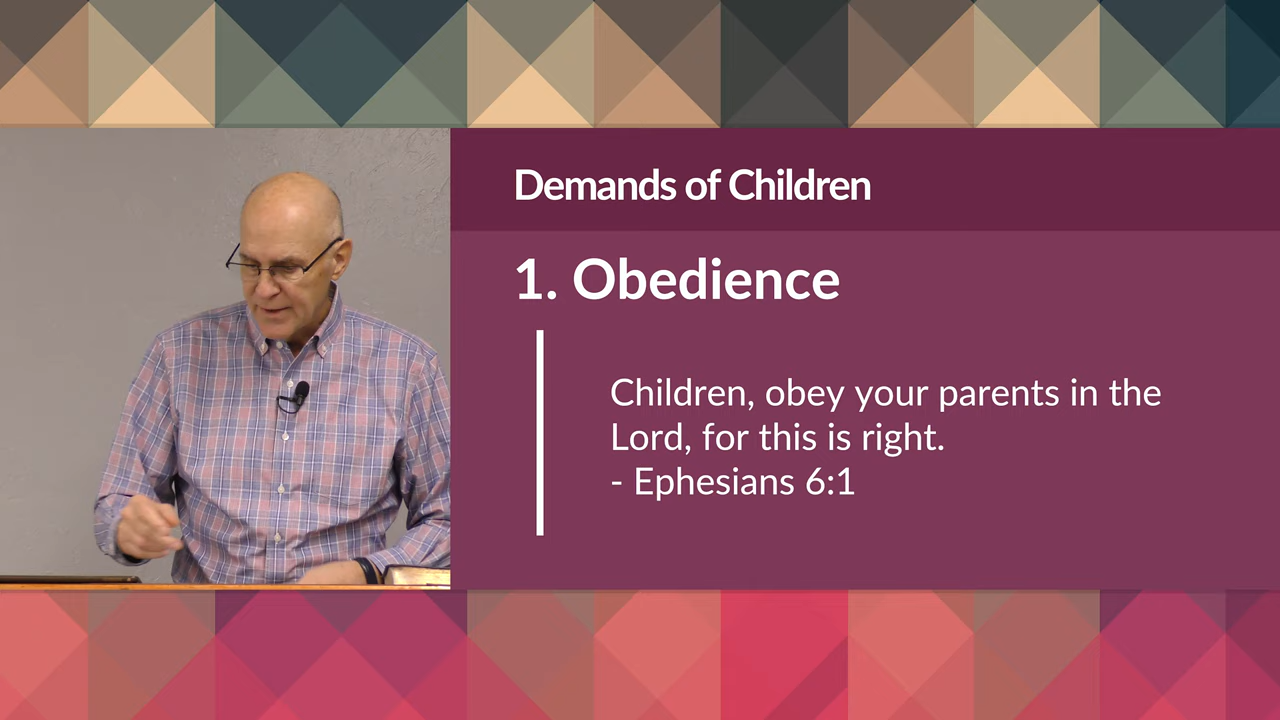 Demands of Children
1. Obedience
Children, obey your parents in the
Lord, for this is right.
- Ephesians 6:1